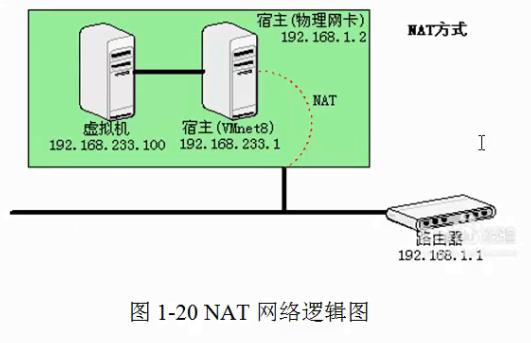 宿主(物理网卡)
192.168.1.2
NAT方式
NAT
虚拟机
192.168.233.100
宿主(VMnet8)
192.168.233.1
路由器
192.168.1.1
图 1-20 NAT 网络逻辑图